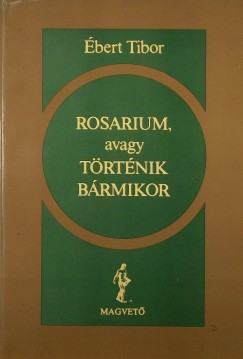 Ébert Tibor
ROSARIUM,
avagy
TÖRTÉNIK
BÁRMIKOR
MAGVETŐ